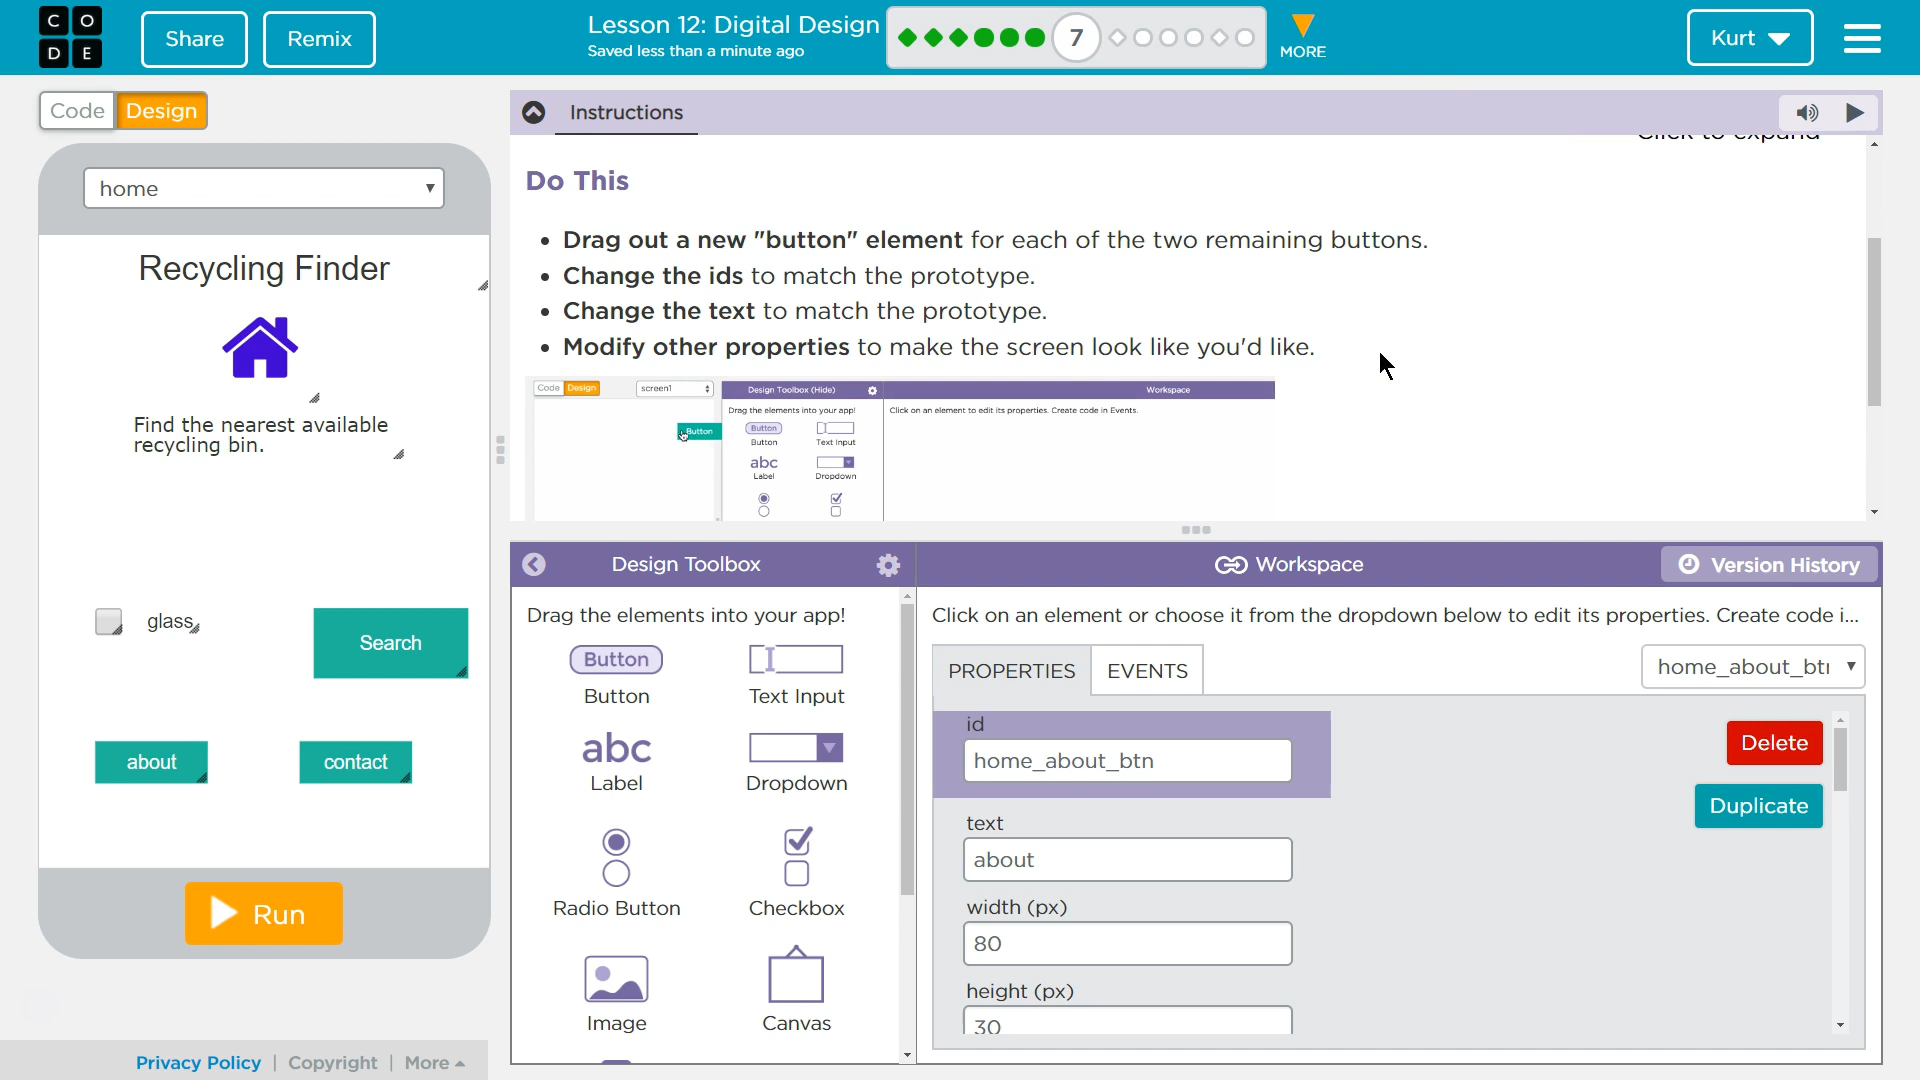 C O
D E
Share
Remix
Lesson 12: Digital Design
Saved less than a minute ago
7
MORE
Kurt
Code
Design
home
Recycling Finder
Find the nearest available
recycling bin.
glass
Search
about
contact
Run
Privacy Policy | Copyright | More
Instructions
Click to expand
Do This
Drag out a new "button" element for each of the two remaining buttons.
Change the ids to match the prototype.
Change the text to match the prototype.
Modify other properties to make the screen look like you'd like.
Code Design
screen1
Design Toolbox (Hide)
Workspace
Drag the elements into your app!
Click on an element to edit its properties. Create code in Events.
Button
Button
Button
Text Input
abc
Label
Dropdown
Design Toolbox
Workspace
Version History
Drag the elements into your app!
Button
Button
Text Input
abc
Label
Dropdown
Radio Button
Checkbox
Image
Canvas
Click on an element or choose it from the dropdown below to edit its properties. Create code i...
PROPERTIES
EVENTS
home_about_btn
id
home_about_btn
Delete
Duplicate
text
about
width (px)
80
height (px)
30